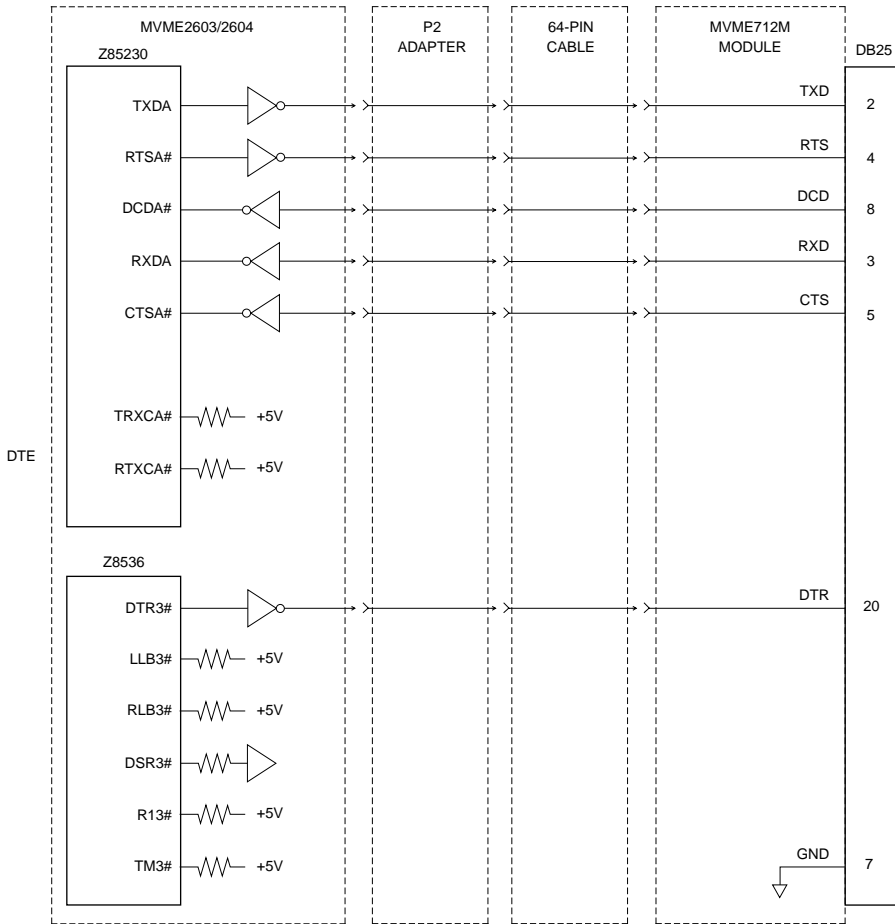 MVME2603/2604
P2
ADAPTER
64-PIN
CABLE
MVME712M
MODULE
Z85230
DB25
TXDA
TXD
2
RTSA#
RTS
4
DCDA#
DCD
8
RXDA
RXD
3
CTSA#
CTS
5
TRXCA#
+5V
DTE
RTXCA#
+5V
Z8536
DTR3#
DTR
20
LLB3#
+5V
RLB3#
+5V
DSR3#
R13#
+5V
TM3#
+5V
GND
7